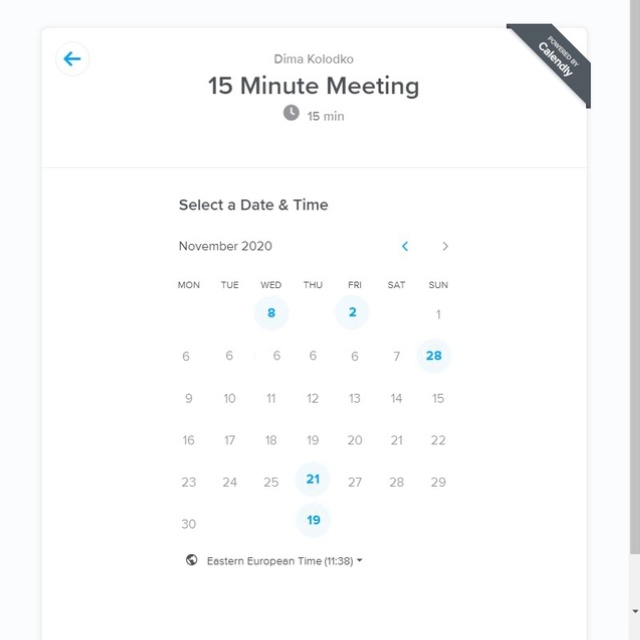 Dima Kolodko
POWERED BY
Calendly
15 Minute Meeting
15 min
Select a Date & Time
November 2020
MON TUE WED THU FRI SAT SUN
8 2 1
6 6 6 6 6 7 28
9 10 11 12 13 14 15
16 17 18 19 20 21 22
23 24 25 21 27 28 29
30 19
Eastern European Time (11:38)